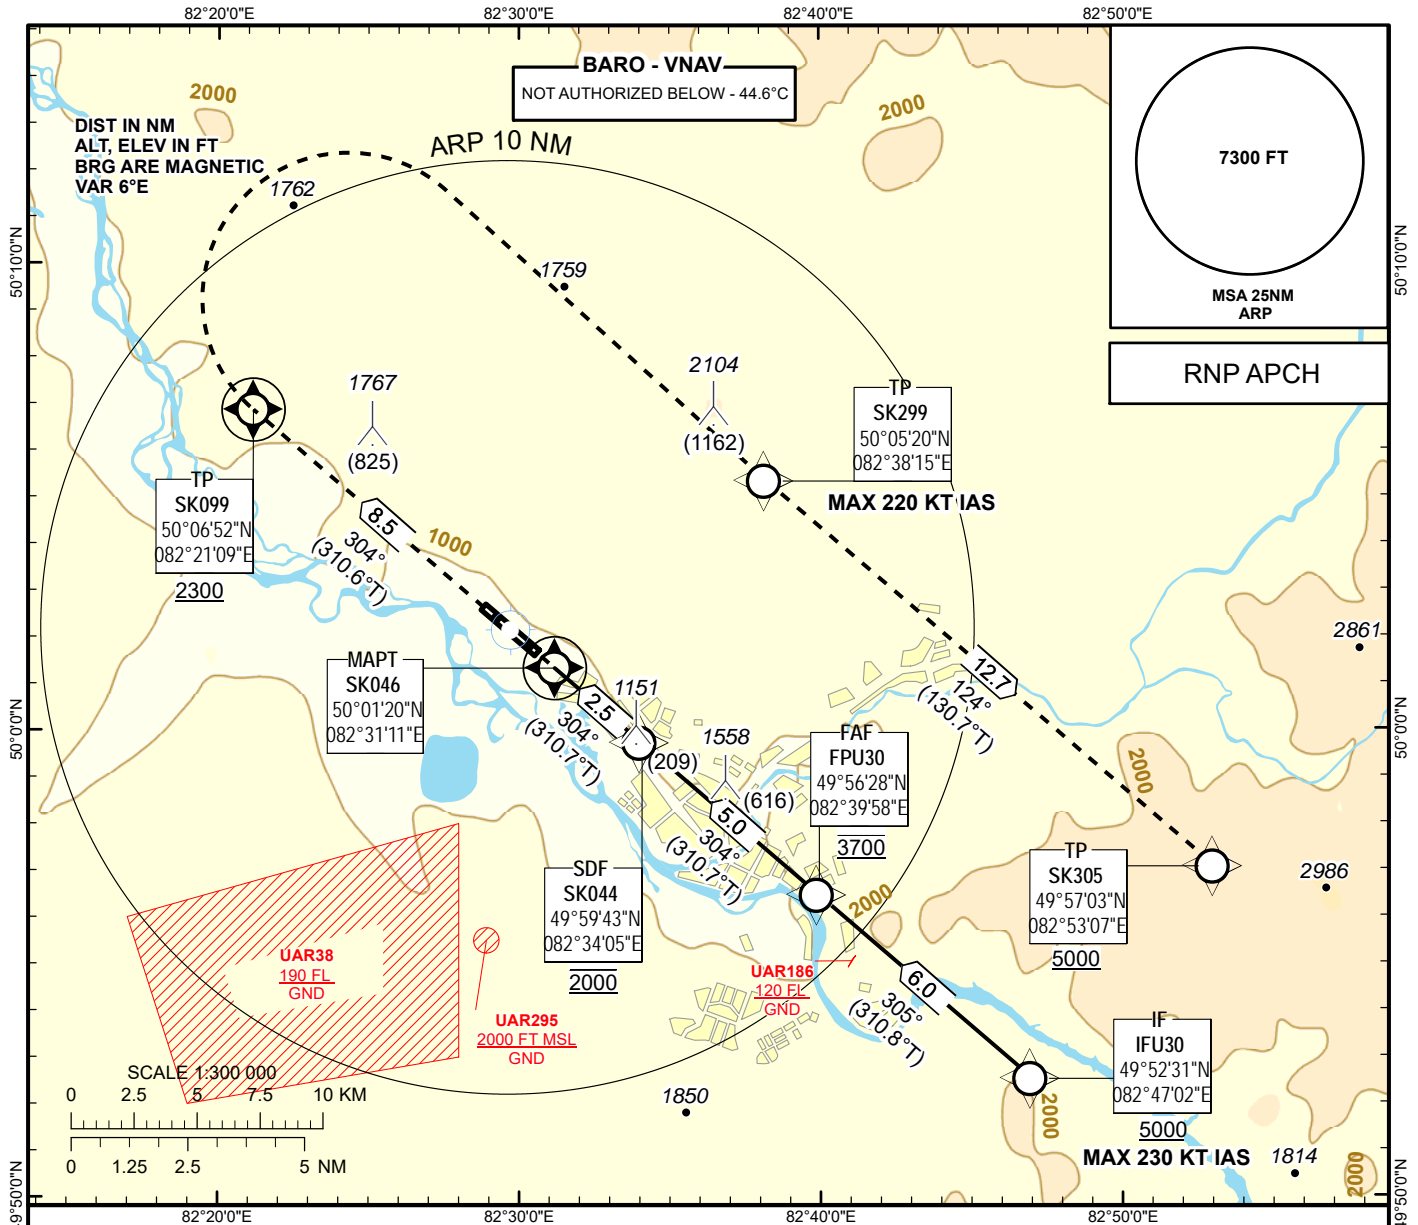 82°20'0"E
82°30'0"E
82°40'0"E
82°50'0"E
BARO - VNAV
NOT AUTHORIZED BELOW - 44.6°C
2000
2000
DIST IN NM
ALT, ELEV IN FT
BRG ARE MAGNETIC
VAR 6°E
ARP 10 NM
7300 FT
MSA 25NM
ARP
RNP APCH
1762
1759
50°10'0"N
50°10'0"N
1767
(825)
2104
(1162)
TP
SK299
50°05'20"N
082°38'15"E
MAX 220 KT IAS
TP
SK099
50°06'52"N
082°21'09"E
2300
8.5
304°
(310.6°T)
1000
12.7
124°
(130.7°T)
2861
MAPT
SK046
50°01'20"N
082°31'11"E
2.5
304°
(310.7°T)
1151
(209)
1558
(616)
50°0'0"N
50°0'0"N
FAF
FPU30
49°56'28"N
082°39'58"E
3700
5.0
304°
(310.7°T)
2000
SDF
SK044
49°59'43"N
082°34'05"E
2000
TP
SK305
49°57'03"N
082°53'07"E
5000
2986
2000
UAR38
190 FL
GND
UAR186
120 FL
GND
UAR295
2000 FT MSL
GND
6.0
305°
(310.8°T)
IF
IFU30
49°52'31"N
082°47'02"E
5000
MAX 230 KT IAS
2000
1850
1814
2000
SCALE 1:300 000
0 2.5 5 7.5 10 KM
0 1.25 2.5 5 NM
49°50'0"N
49°50'0"N
82°20'0"E
82°30'0"E
82°40'0"E
82°50'0"E